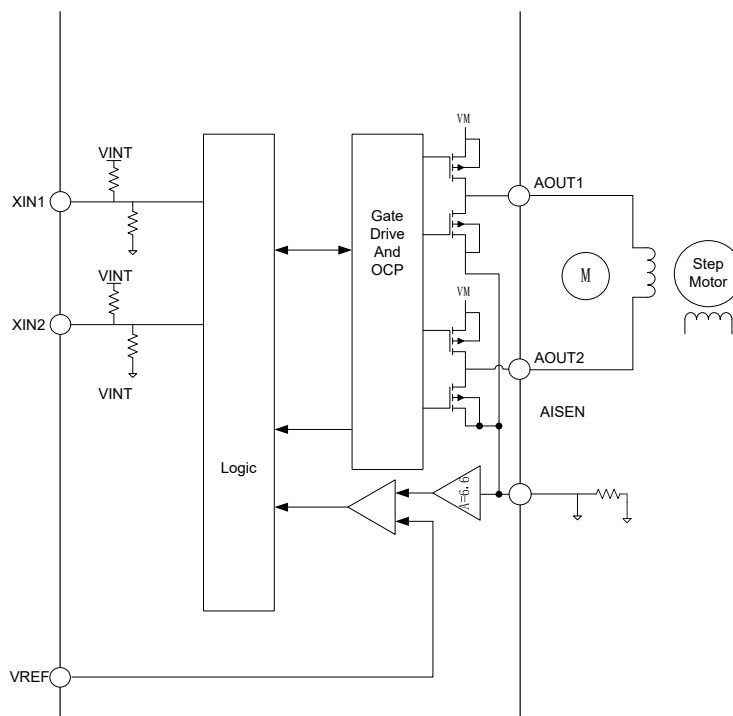 VINT
XIN1
VINT
XIN2
VINT
Logic
Gate
Drive
And
OCP
VM
VM
A=6.6
AOUT1
M
Step
Motor
AOUT2
AISEN
VREF